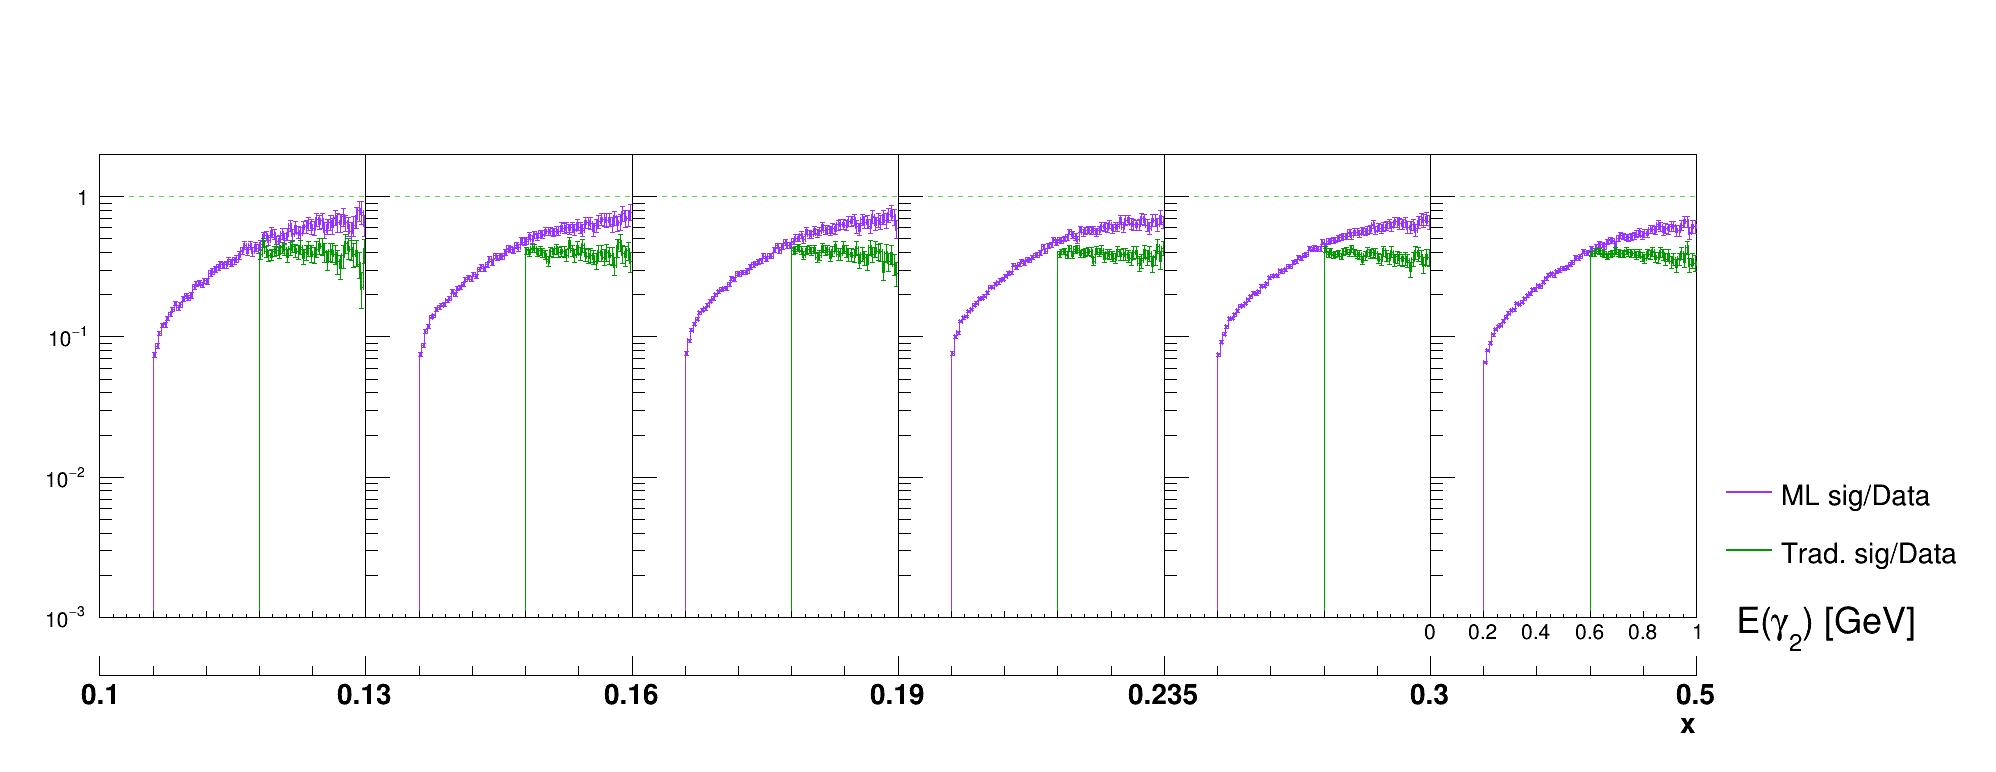 1
10−1
10−2
10−3
ML sig/Data
Trad. sig/Data
E(γ2) [GeV]
0 0.2 0.4 0.6 0.8 1
0.1 0.13 0.16 0.19 0.235 0.3 0.5
x